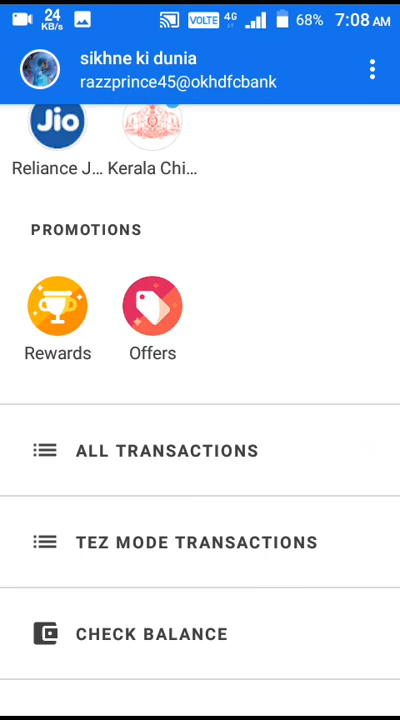 24 KB/s VOLTE 4G 68% 7:08 AM
sikhne ki dunia
razzprince45@okhdfcbank
Jio
Reliance J... Kerala Chi...
PROMOTIONS
Rewards Offers
ALL TRANSACTIONS
TEZ MODE TRANSACTIONS
CHECK BALANCE